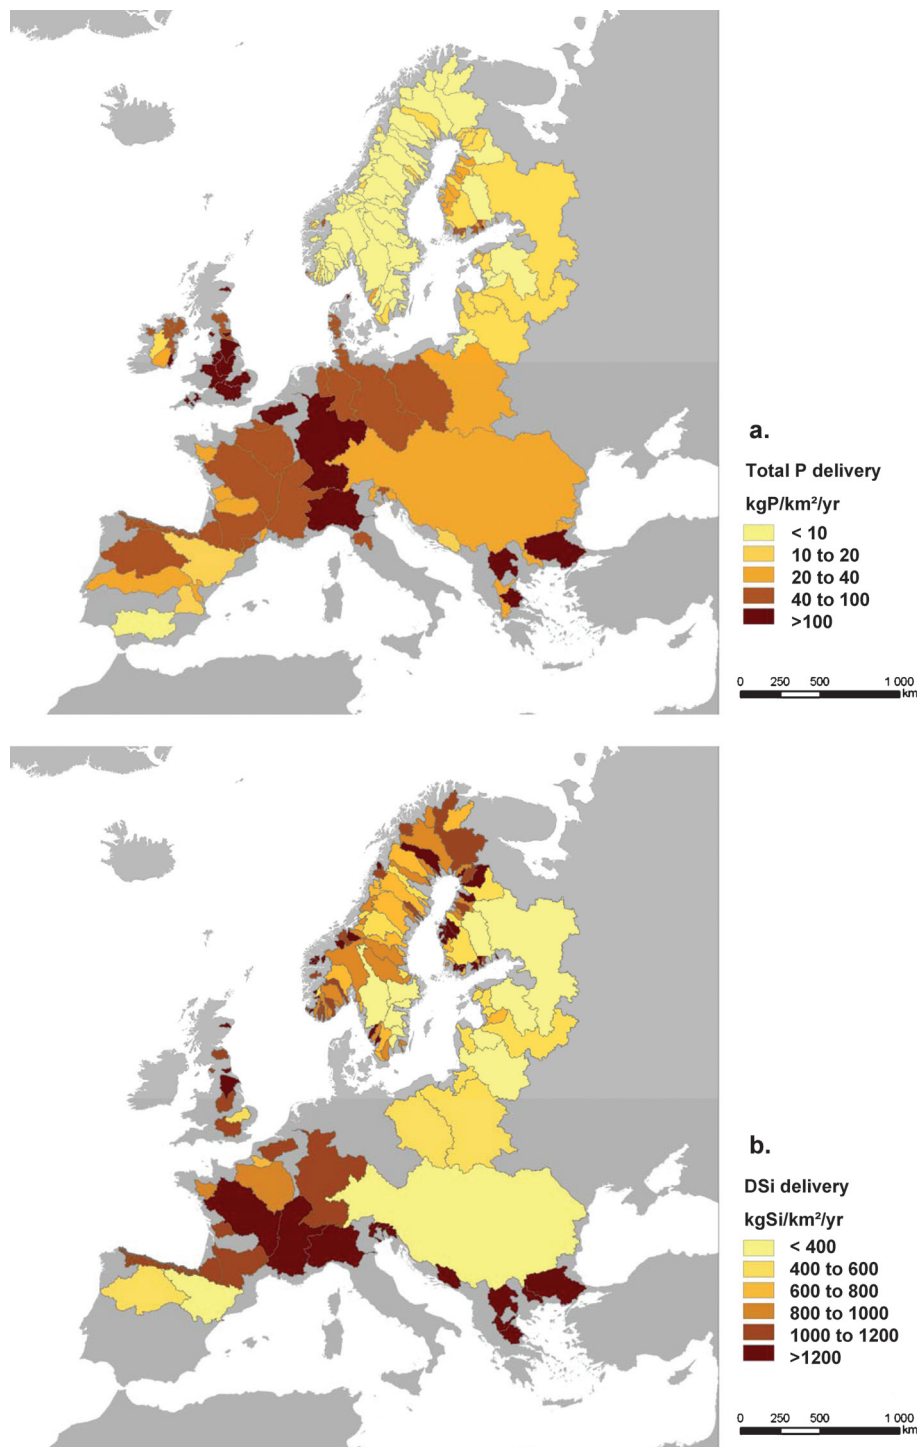 a.
Total P delivery
kgP/km²/yr
< 10
10 to 20
20 to 40
40 to 100
>100
0 250 500 1 000
km
b.
DSi delivery
kgSi/km²/yr
< 400
400 to 600
600 to 800
800 to 1000
1000 to 1200
>1200
0 250 500 1 000
km